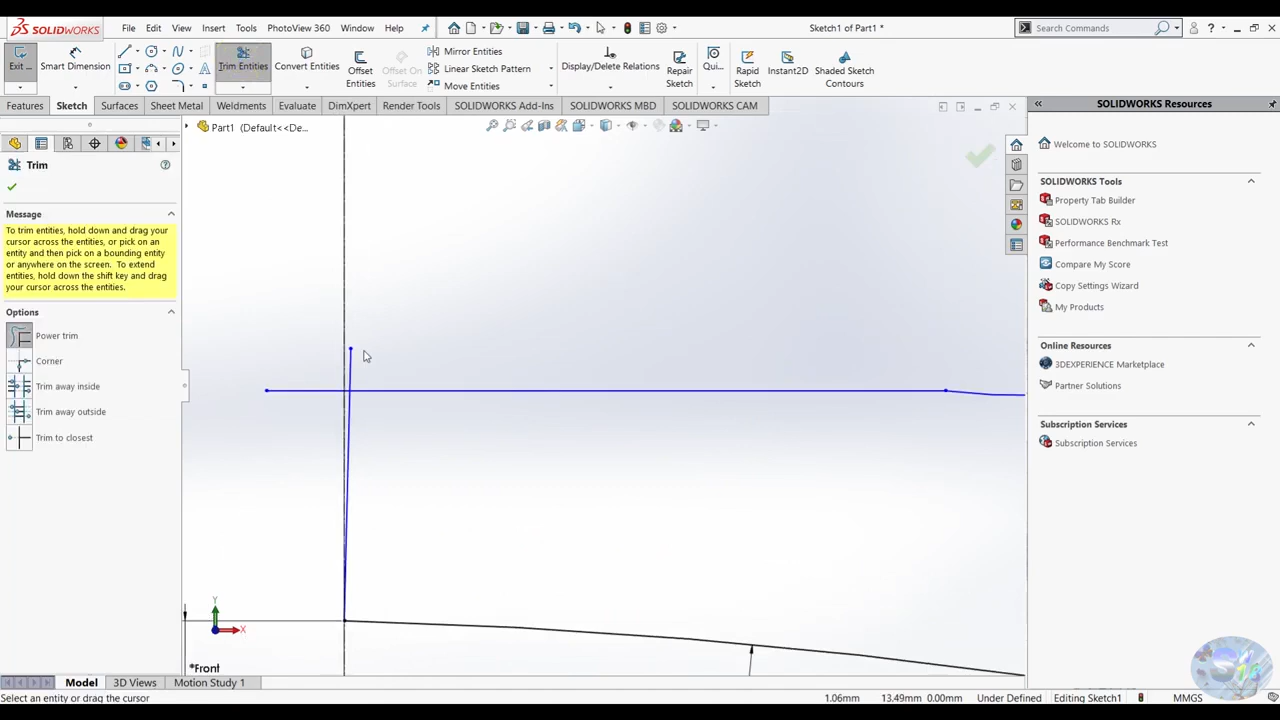 SOLIDWORKS File Edit View Insert Tools PhotoView 360 Window Help Sketch1 of Part1 * Search Commands ?
Exit ... Smart Dimension Trim Entities Convert Entities Offset Entities Offset On Surface Mirror Entities Linear Sketch Pattern Move Entities Display/Delete Relations Repair Sketch Qui... Rapid Sketch Instant2D Shaded Sketch Contours
Features Sketch Surfaces Sheet Metal Weldments Evaluate DimXpert Render Tools SOLIDWORKS Add-Ins SOLIDWORKS MBD SOLIDWORKS CAM
SOLIDWORKS Resources
Part1 (Default<<De...
Trim
Message
To trim entities, hold down and drag your
cursor across the entities, or pick on an
entity and then pick on a bounding entity
or anywhere on the screen. To extend
entities, hold down the shift key and drag
your cursor across the entities.
Options
Power trim
Corner
Trim away inside
Trim away outside
Trim to closest
Y
X
*Front
Welcome to SOLIDWORKS
SOLIDWORKS Tools
Property Tab Builder
SOLIDWORKS Rx
Performance Benchmark Test
Compare My Score
Copy Settings Wizard
My Products
Online Resources
3DEXPERIENCE Marketplace
Partner Solutions
Subscription Services
Subscription Services
Model 3D Views Motion Study 1
Select an entity or drag the cursor 1.06mm 13.49mm 0.00mm Under Defined Editing Sketch1 MMGS